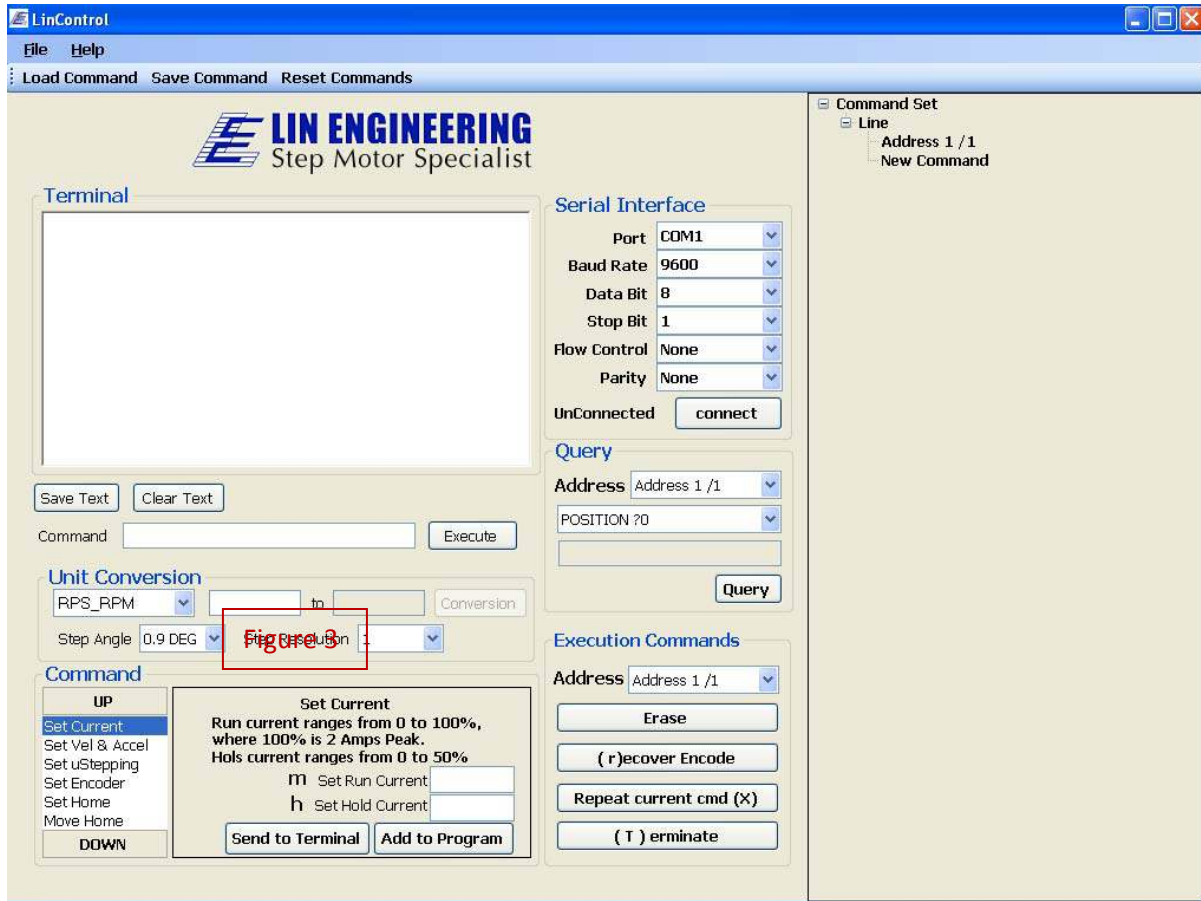 LinControl
File Help
Load Command Save Command Reset Commands
LIN ENGINEERING
Step Motor Specialist
Terminal
Save Text Clear Text
Command Execute
Unit Conversion
RPS_RPM to Conversion
Step Angle 0.9 DEG Step Resolution 1
Figure 3
Command
UP
Set Current
Set Vel & Accel
Set uStepping
Set Encoder
Set Home
Move Home
DOWN
Set Current
Run current ranges from 0 to 100%,
where 100% is 2 Amps Peak.
Hols current ranges from 0 to 50%
m Set Run Current
h Set Hold Current
Send to Terminal Add to Program
Serial Interface
Port COM1
Baud Rate 9600
Data Bit 8
Stop Bit 1
Flow Control None
Parity None
UnConnected connect
Query
Address Address 1 /1
POSITION ?0
Query
Execution Commands
Address Address 1 /1
Erase
( r)ecover Encode
Repeat current cmd (X)
( T ) erminate
Command Set
Line
Address 1 /1
New Command